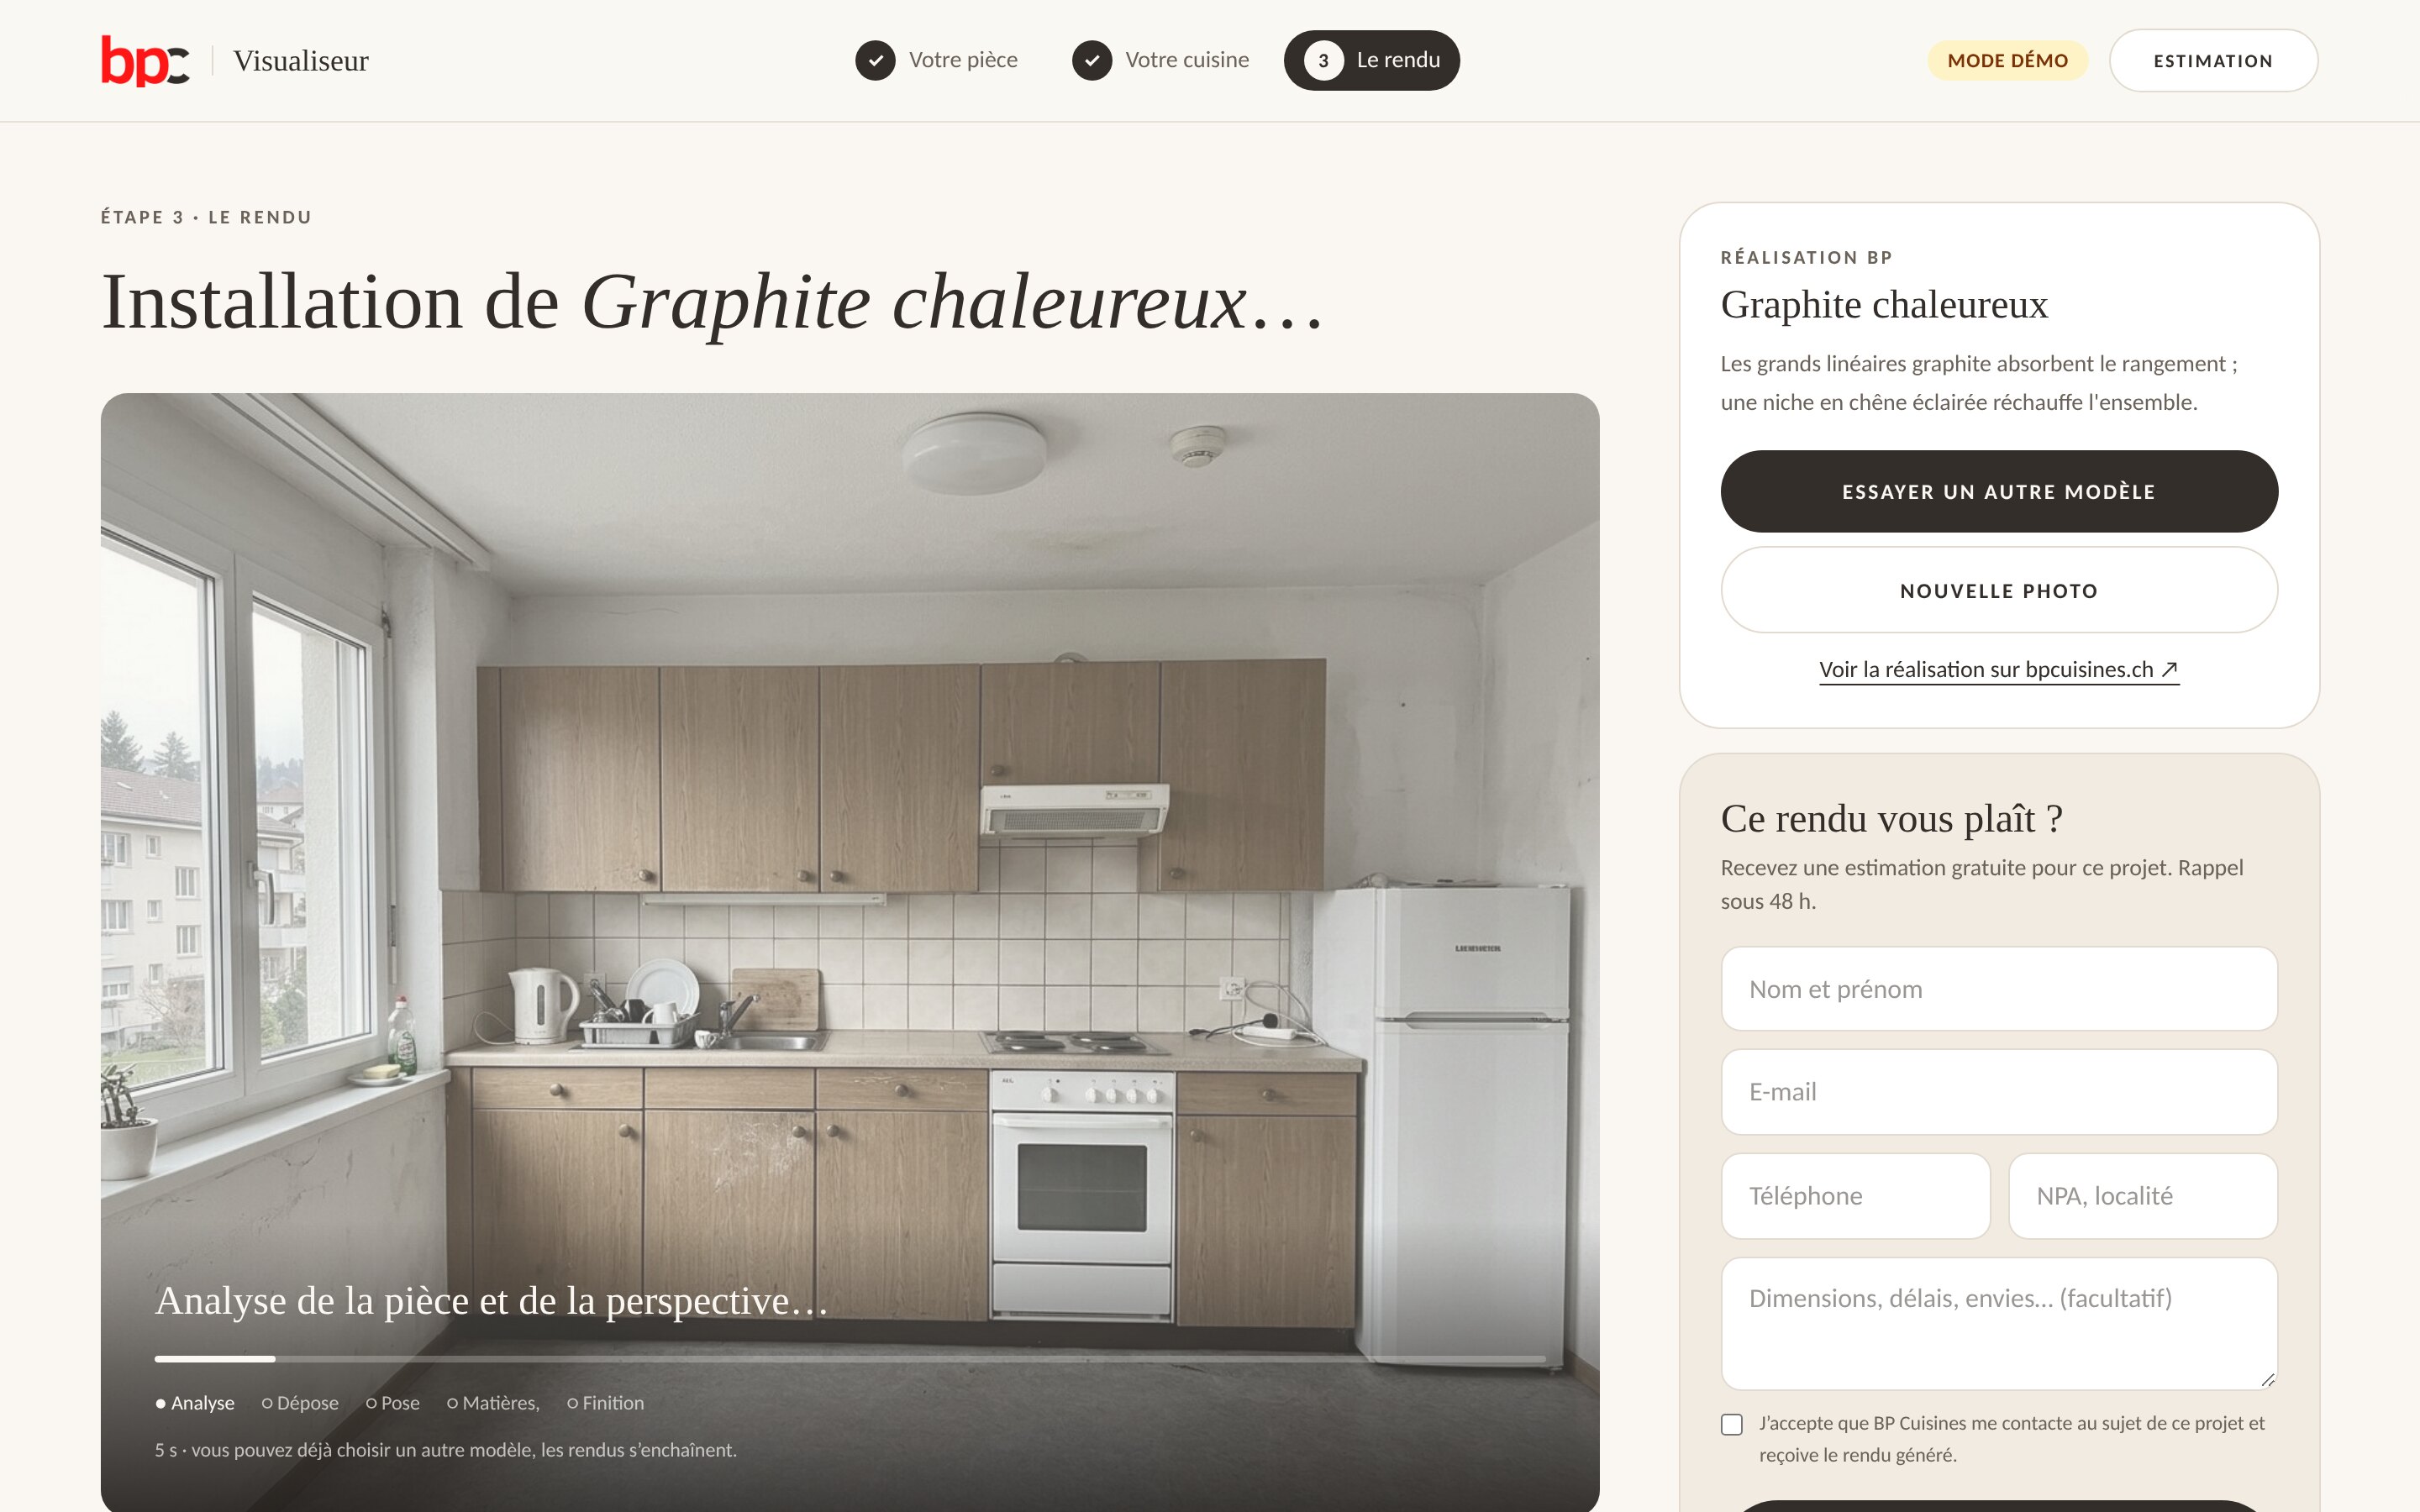 bpc
Visualiseur
Votre pièce
Votre cuisine
3 Le rendu
MODE DÉMO
ESTIMATION
ÉTAPE 3 · LE RENDU
Installation de Graphite chaleureux…
LIEBHERR
Analyse de la pièce et de la perspective…
Analyse
Dépose
Pose
Matières,
Finition
5 s · vous pouvez déjà choisir un autre modèle, les rendus s’enchaînent.
RÉALISATION BP
Graphite chaleureux
Les grands linéaires graphite absorbent le rangement ;
une niche en chêne éclairée réchauffe l'ensemble.
ESSAYER UN AUTRE MODÈLE
NOUVELLE PHOTO
Voir la réalisation sur bpcuisines.ch ↗
Ce rendu vous plaît ?
Recevez une estimation gratuite pour ce projet. Rappel
sous 48 h.
Nom et prénom
E-mail
Téléphone
NPA, localité
Dimensions, délais, envies… (facultatif)
J’accepte que BP Cuisines me contacte au sujet de ce projet et
reçoive le rendu généré.